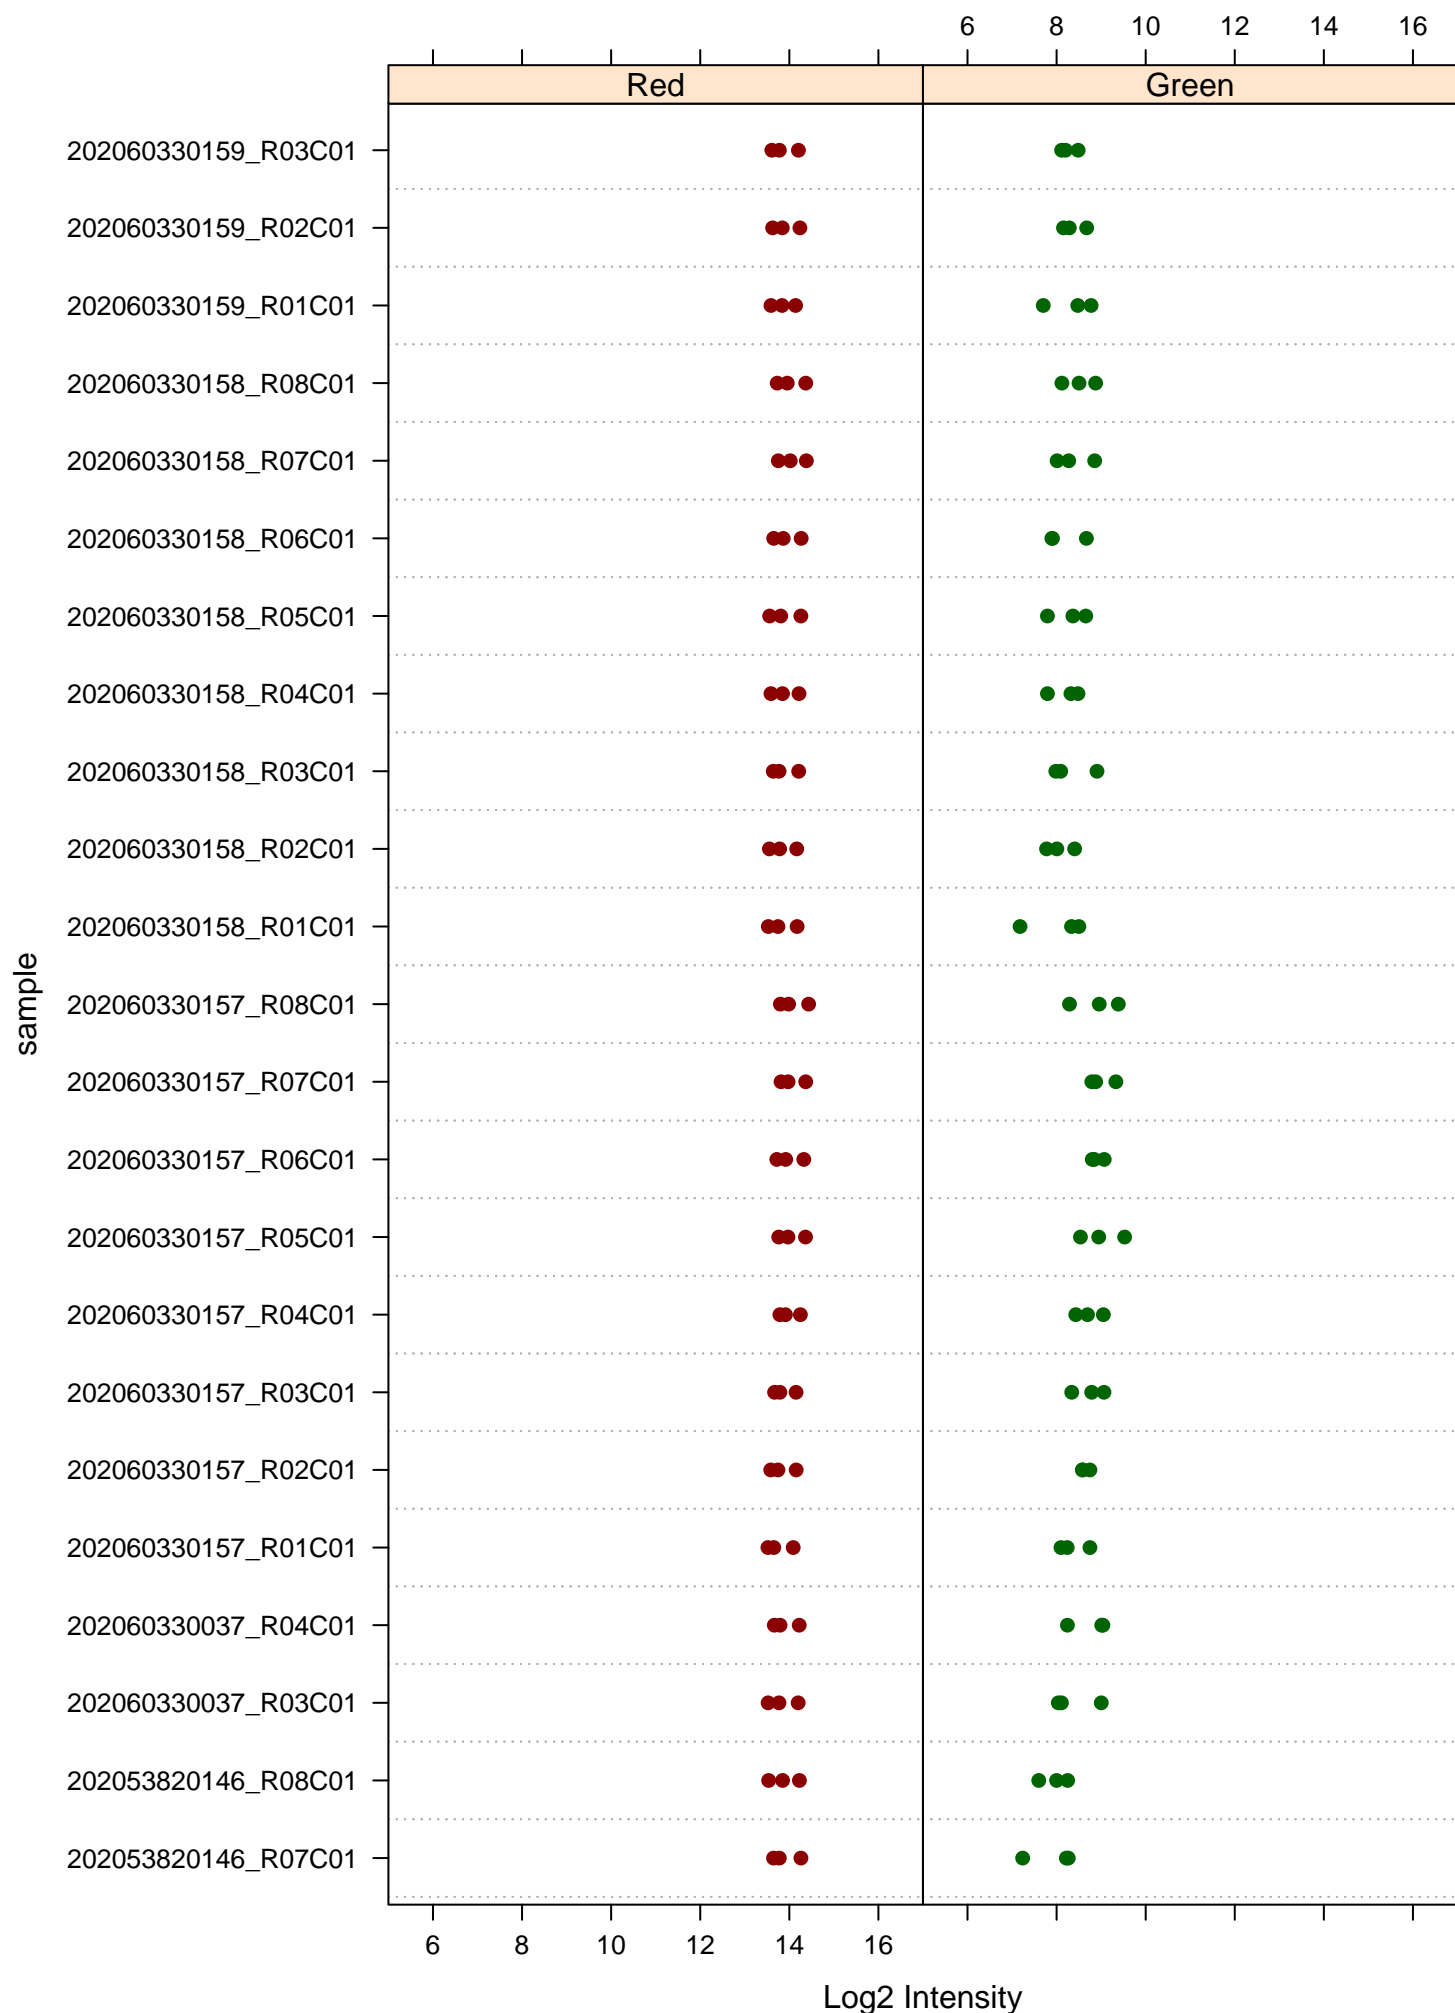 6 8 10 12 14 16
Red Green
202060330159_R03C01
202060330159_R02C01
202060330159_R01C01
202060330158_R08C01
202060330158_R07C01
202060330158_R06C01
202060330158_R05C01
202060330158_R04C01
202060330158_R03C01
202060330158_R02C01
202060330158_R01C01
202060330157_R08C01
202060330157_R07C01
202060330157_R06C01
202060330157_R05C01
202060330157_R04C01
202060330157_R03C01
202060330157_R02C01
202060330157_R01C01
202060330037_R04C01
202060330037_R03C01
202053820146_R08C01
202053820146_R07C01
sample
6 8 10 12 14 16
Log2 Intensity